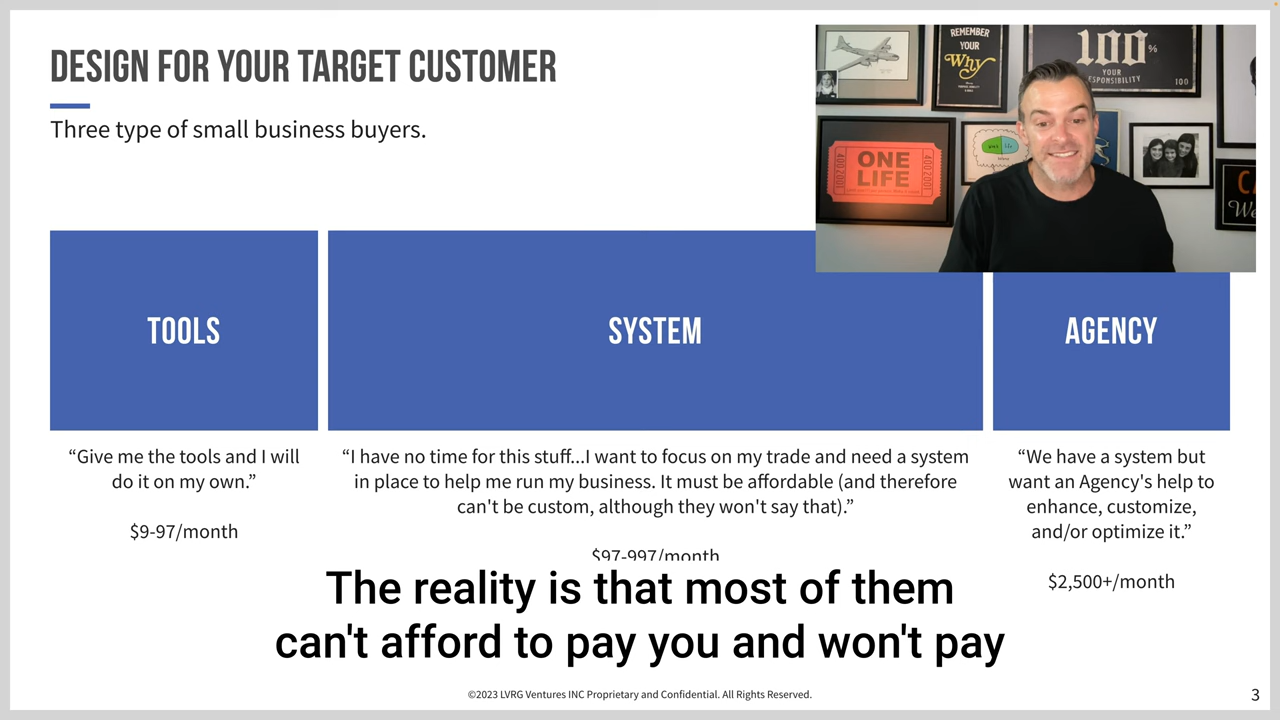 DESIGN FOR YOUR TARGET CUSTOMER
Three type of small business buyers.
REMEMBER
YOUR
Why
100%
YOUR
RESPONSIBILITY
100
ONE
LIFE
TOOLS
SYSTEM
AGENCY
“Give me the tools and I will
do it on my own.”
$9-97/month
“I have no time for this stuff...I want to focus on my trade and need a system
in place to help me run my business. It must be affordable (and therefore
can't be custom, although they won't say that).”
$97-997/month
“We have a system but
want an Agency's help to
enhance, customize,
and/or optimize it.”
$2,500+/month
The reality is that most of them
can't afford to pay you and won't pay
©2023 LVRG Ventures INC Proprietary and Confidential. All Rights Reserved.
3